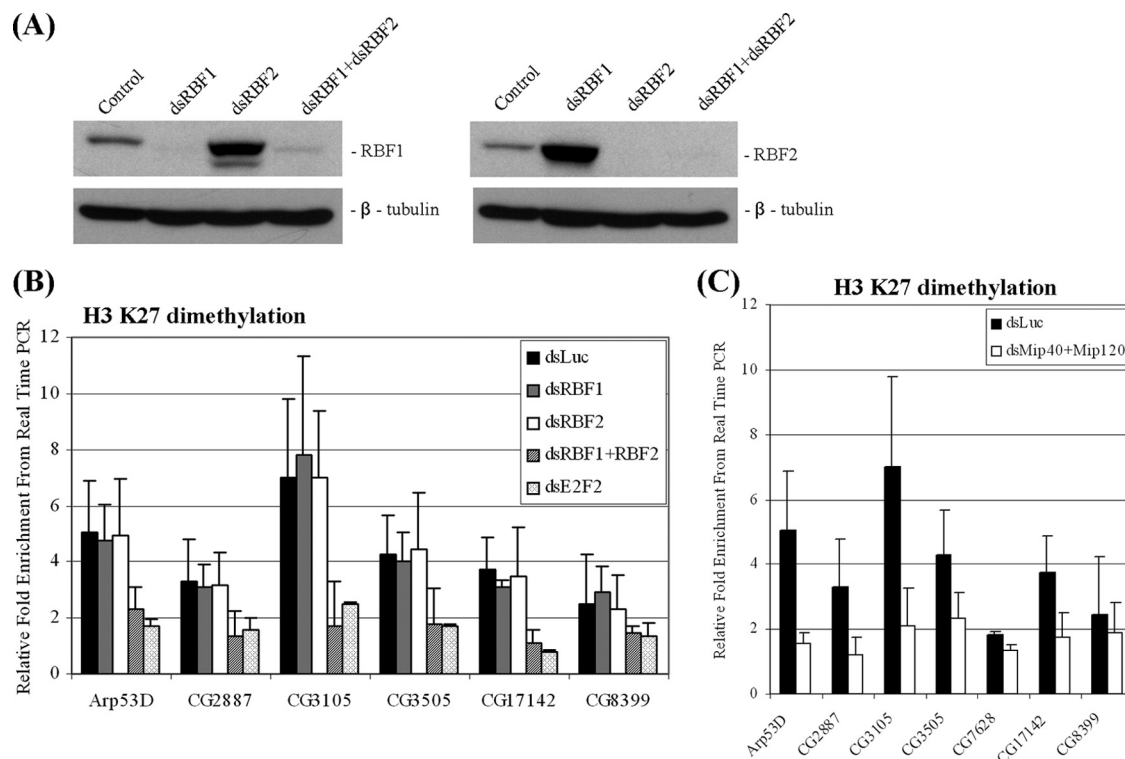 (A)
Control
dsRBF1
dsRBF2
dsRBF1+dsRBF2
- RBF1
- β - tubulin
Control
dsRBF1
dsRBF2
dsRBF1+dsRBF2
- RBF2
- β - tubulin
(B)
H3 K27 dimethylation
Relative Fold Enrichment From Real Time PCR
12
10
8
6
4
2
0
dsLuc
dsRBF1
dsRBF2
dsRBF1+RBF2
dsE2F2
Arp53D
CG2887
CG3105
CG3505
CG17142
CG8399
(C)
H3 K27 dimethylation
Relative Fold Enrichment From Real Time PCR
12
10
8
6
4
2
0
dsLuc
dsMip40+Mip120
Arp53D
CG2887
CG3105
CG3505
CG7628
CG17142
CG8399